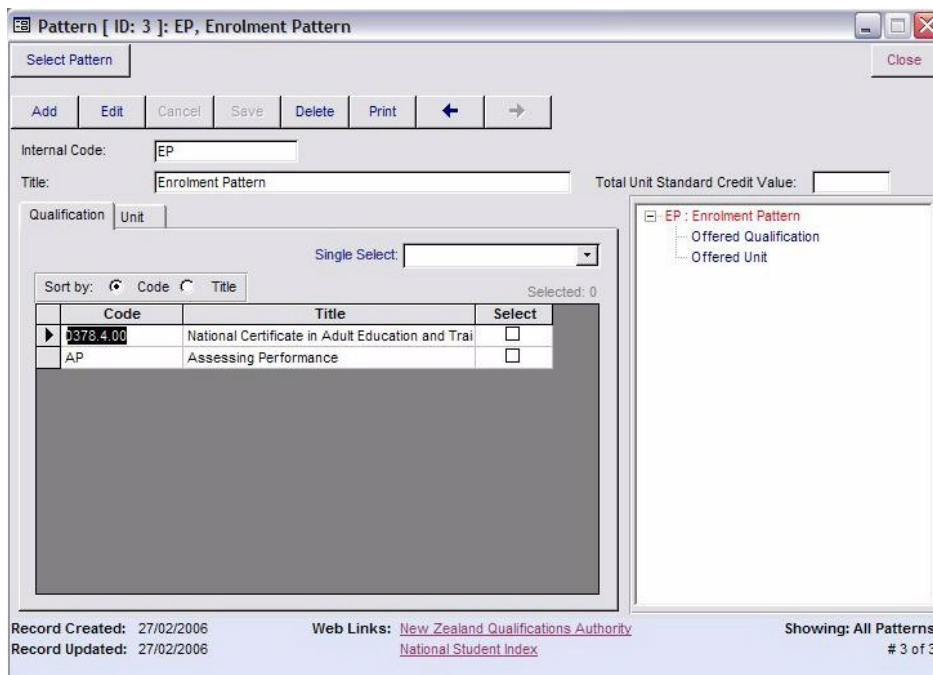 Pattern [ ID: 3 ]: EP, Enrolment Pattern
Select Pattern
Close
Add Edit Cancel Save Delete Print
Internal Code: EP
Title: Enrolment Pattern Total Unit Standard Credit Value:
Qualification Unit
Single Select:
Sort by: Code Title
Selected: 0
Code Title Select
0378.4.00 National Certificate in Adult Education and Trai
AP Assessing Performance
EP : Enrolment Pattern
Offered Qualification
Offered Unit
Record Created: 27/02/2006 Web Links: New Zealand Qualifications Authority Showing: All Patterns
Record Updated: 27/02/2006 National Student Index # 3 of 3